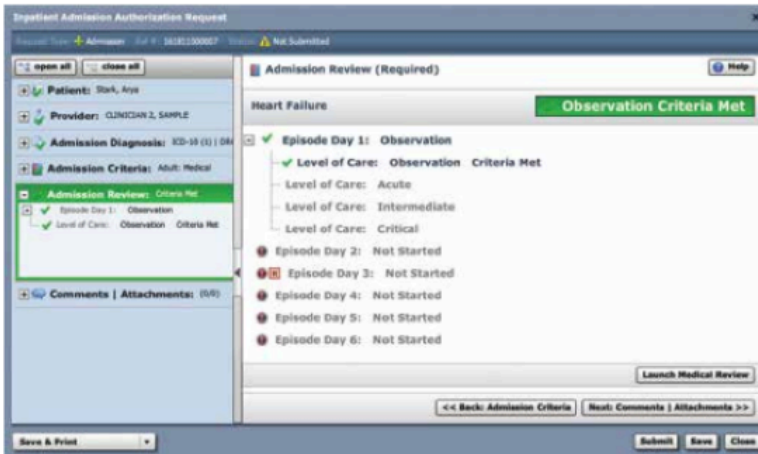 Inpatient Admission Authorization Request
Admission
Not Submitted
open all close all
Patient: Stark, Arya
Provider: CLINICIAN 2, SAMPLE
Admission Diagnosis: ICD-10 (1) |
Admission Criteria: Adult: Medical
Admission Review: Criteria Met
Episode Day 1: Observation
Level of Care: Observation Criteria Met
Comments | Attachments: (0/0)
Admission Review (Required)
Help
Heart Failure
Observation Criteria Met
Episode Day 1: Observation
Level of Care: Observation Criteria Met
Level of Care: Acute
Level of Care: Intermediate
Level of Care: Critical
Episode Day 2: Not Started
R Episode Day 3: Not Started
Episode Day 4: Not Started
Episode Day 5: Not Started
Episode Day 6: Not Started
Launch Medical Review
<< Back: Admission Criteria Next: Comments | Attachments >>
Save & Print
Submit Save Close